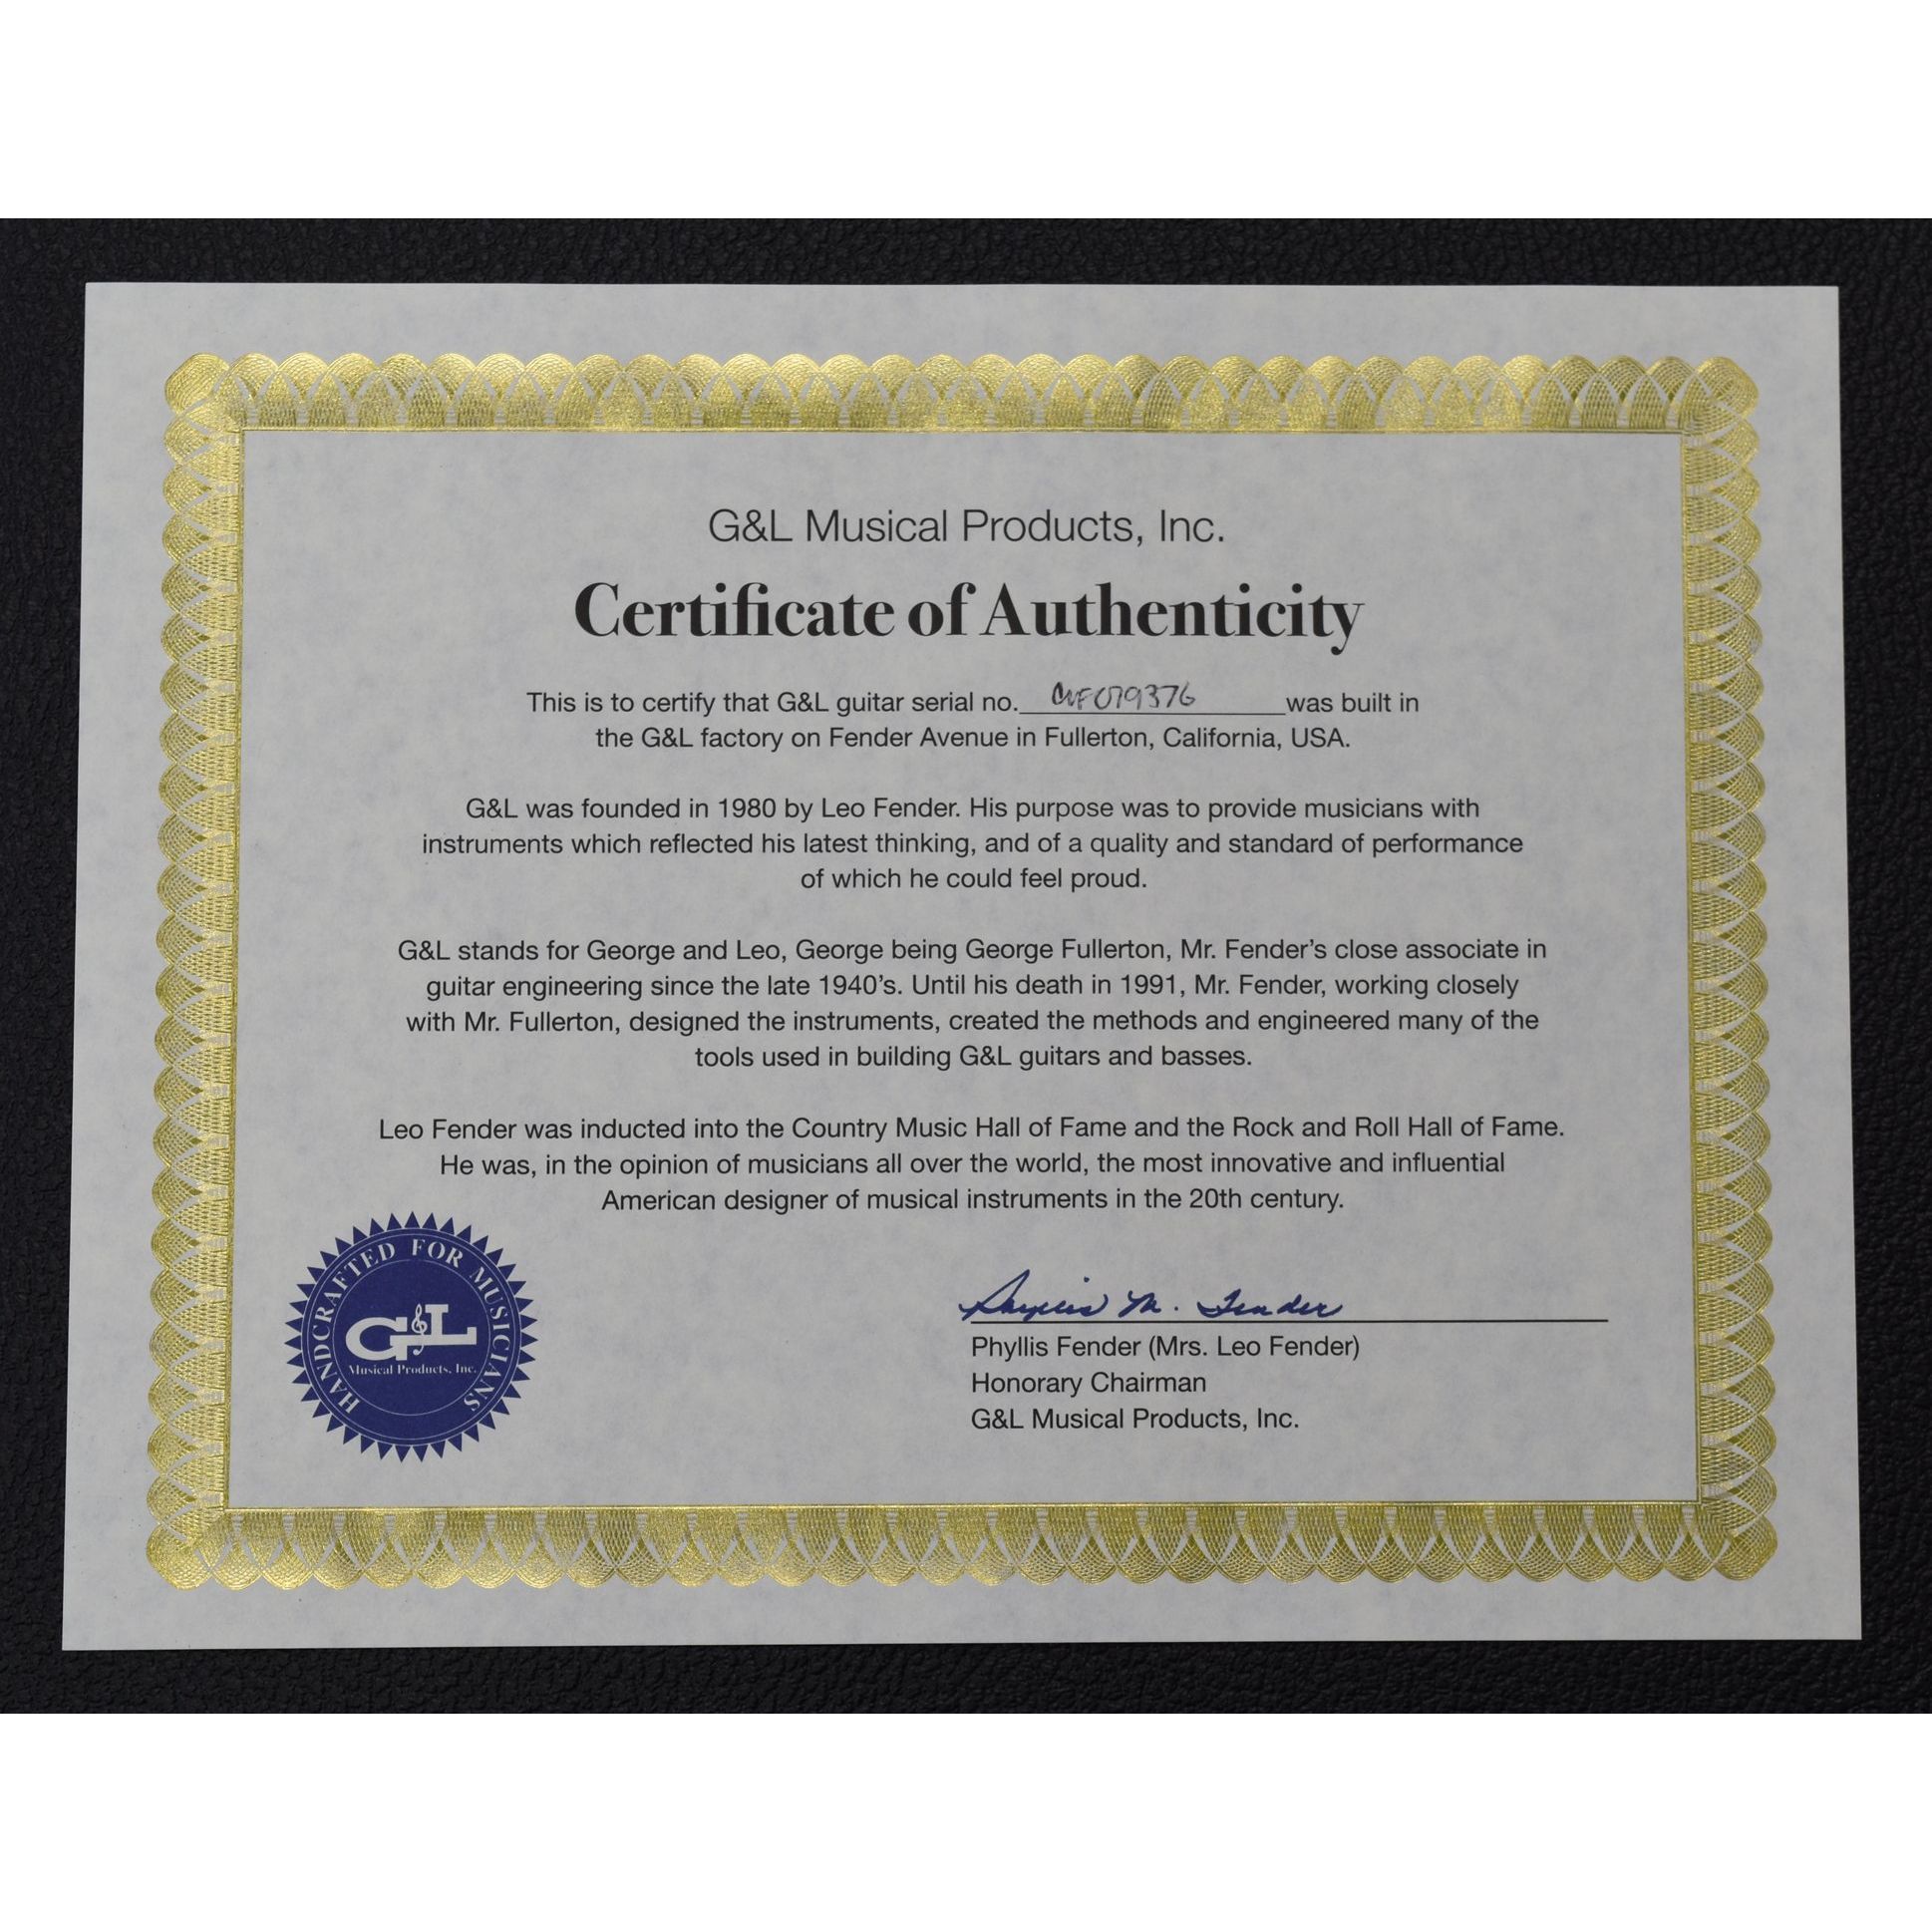 G&L Musical Products, Inc.
Certificate of Authenticity
This is to certify that G&L guitar serial no. CLF079376 was built in
the G&L factory on Fender Avenue in Fullerton, California, USA.
G&L was founded in 1980 by Leo Fender. His purpose was to provide musicians with
instruments which reflected his latest thinking, and of a quality and standard of performance
of which he could feel proud.
G&L stands for George and Leo, George being George Fullerton, Mr. Fender's close associate in
guitar engineering since the late 1940's. Until his death in 1991, Mr. Fender, working closely
with Mr. Fullerton, designed the instruments, created the methods and engineered many of the
tools used in building G&L guitars and basses.
Leo Fender was inducted into the Country Music Hall of Fame and the Rock and Roll Hall of Fame.
He was, in the opinion of musicians all over the world, the most innovative and influential
American designer of musical instruments in the 20th century.
HANDCRAFTED FOR MUSICIANS
G&L
Musical Products, Inc.
Phyllis M. Fender
Phyllis Fender (Mrs. Leo Fender)
Honorary Chairman
G&L Musical Products, Inc.